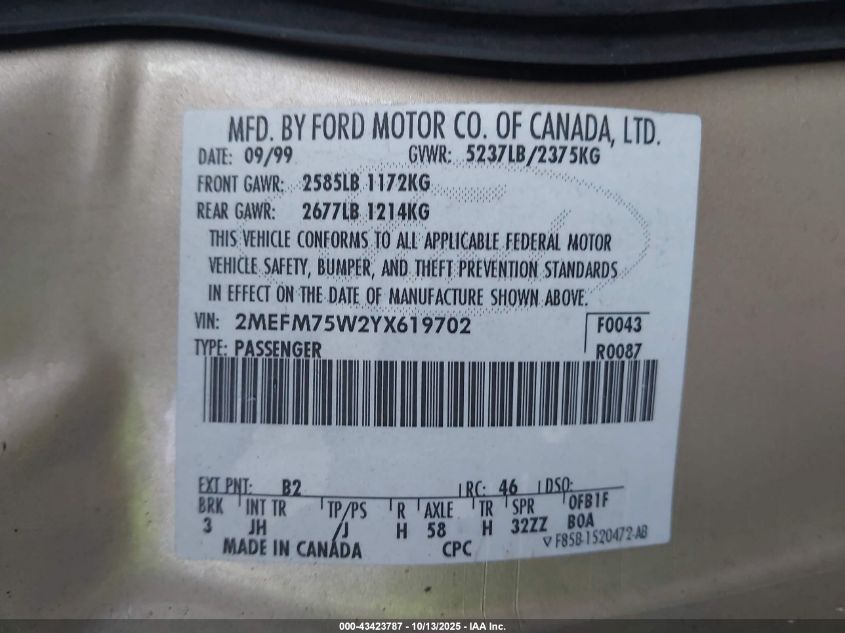 MFD. BY FORD MOTOR CO. OF CANADA, LTD.
DATE: 09/99 GVWR: 5237LB/2375KG
FRONT GAWR: 2585LB 1172KG
REAR GAWR: 2677LB 1214KG
THIS VEHICLE CONFORMS TO ALL APPLICABLE FEDERAL MOTOR
VEHICLE SAFETY, BUMPER, AND THEFT PREVENTION STANDARDS
IN EFFECT ON THE DATE OF MANUFACTURE SHOWN ABOVE.
VIN: 2MEFM75W2YX619702 F0043
TYPE: PASSENGER R0087
EXT PNT: B2 RC: 46 DSO:
BRK INT TR TP/PS R AXLE TR SPR OFB1F
3 JH /J H 58 H 32ZZ BOA
MADE IN CANADA CPC F85B-1520472-AB
000-43423787 - 10/13/2025 - IAA Inc.